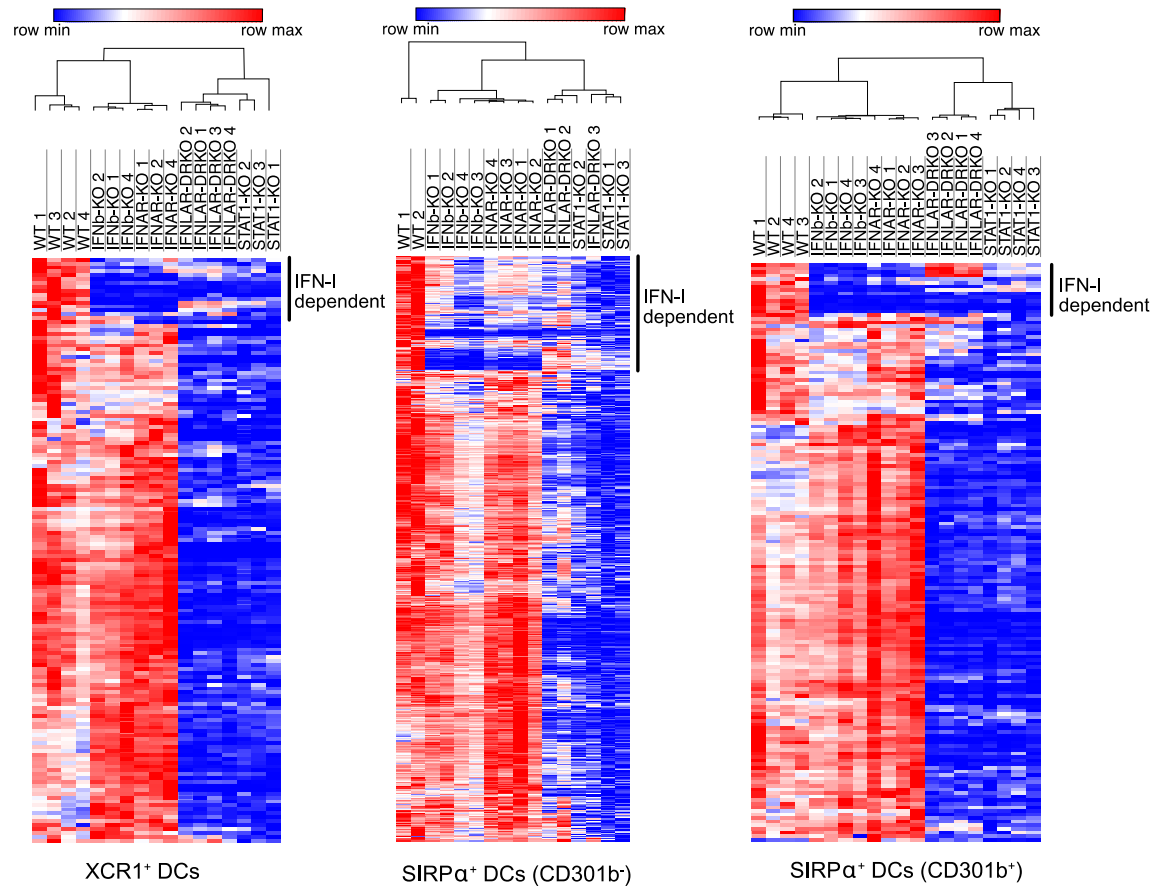 row min row max
row min row max
row min row max
WT 1
WT 3
WT 2
WT 4
IFNb-KO 2
IFNb-KO 1
IFNb-KO 4
IFNAR-KO 1
IFNAR-KO 2
IFNAR-KO 4
IFNLAR-DRKO 2
IFNLAR-DRKO 1
IFNLAR-DRKO 3
IFNLAR-DRKO 4
STAT1-KO 2
STAT1-KO 3
STAT1-KO 1
WT 1
WT 2
IFNb-KO 1
IFNb-KO 2
IFNb-KO 4
IFNb-KO 3
IFNAR-KO 4
IFNAR-KO 3
IFNAR-KO 1
IFNAR-KO 2
IFNLAR-DRKO 1
IFNLAR-DRKO 2
STAT1-KO 2
IFNLAR-DRKO 3
STAT1-KO 1
STAT1-KO 3
WT 1
WT 2
WT 4
WT 3
IFNb-KO 2
IFNb-KO 1
IFNb-KO 4
IFNb-KO 3
IFNAR-KO 4
IFNAR-KO 1
IFNAR-KO 2
IFNAR-KO 3
IFNLAR-DRKO 3
IFNLAR-DRKO 2
IFNLAR-DRKO 1
IFNLAR-DRKO 4
STAT1-KO 1
STAT1-KO 2
STAT1-KO 4
STAT1-KO 3
IFN-I
dependent
IFN-I
dependent
IFN-I
dependent
XCR1⁺ DCs
SIRPα⁺ DCs (CD301b⁻)
SIRPα⁺ DCs (CD301b⁺)